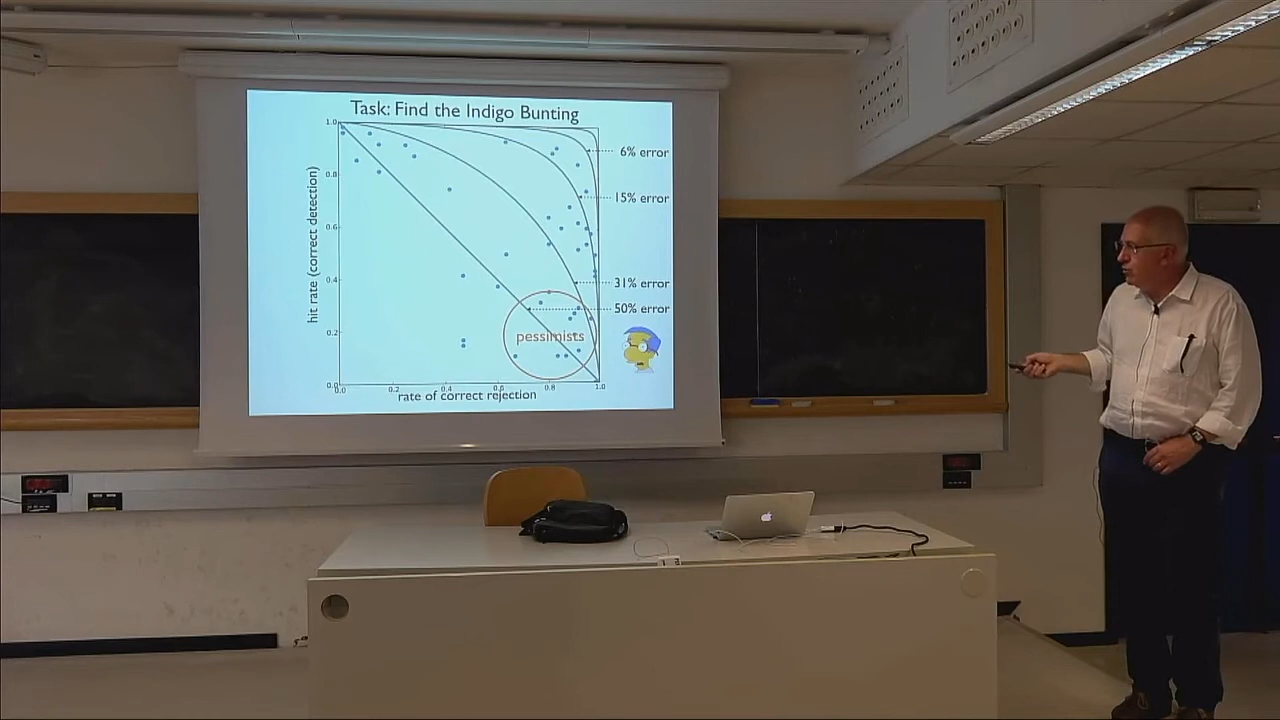 Task: Find the Indigo Bunting
1.0
0.8
0.6
0.4
0.2
0.0
hit rate (correct detection)
0.0 0.2 0.4 0.6 0.8 1.0
rate of correct rejection
6% error
15% error
31% error
50% error
pessimists